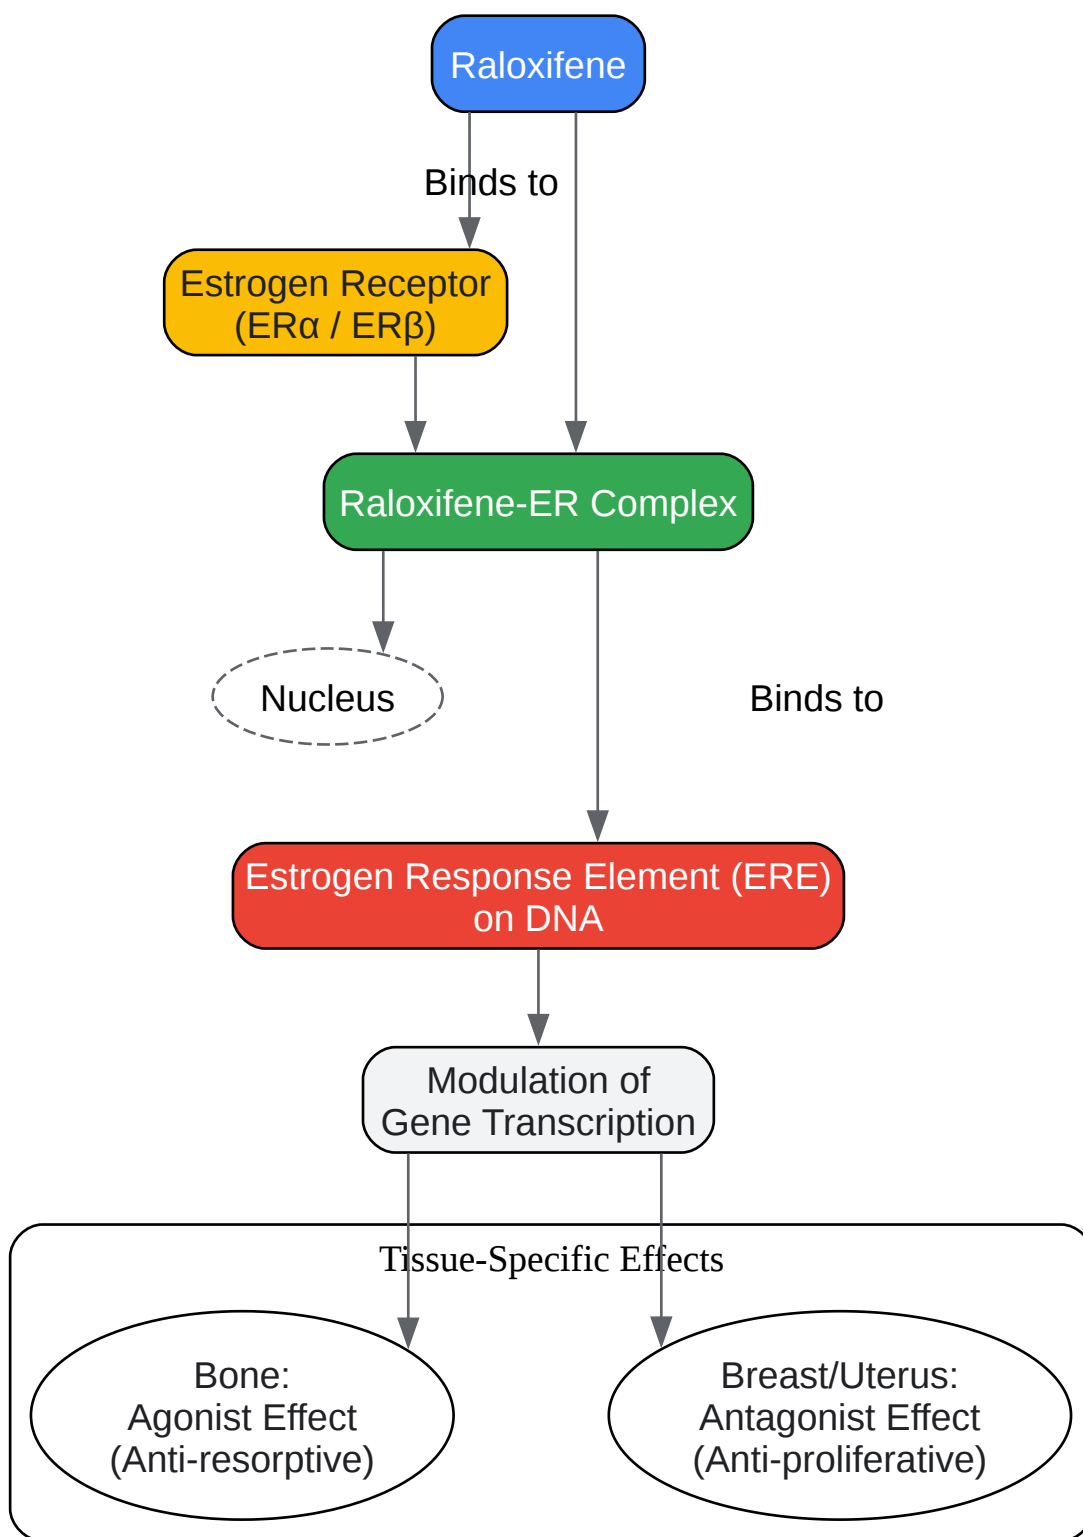 Raloxifene
Binds to
Estrogen Receptor
(ERα / ERβ)
Raloxifene-ER Complex
Nucleus
Binds to
Estrogen Response Element (ERE)
on DNA
Modulation of
Gene Transcription
Tissue-Specific Effects
Bone:
Agonist Effect
(Anti-resorptive)
Breast/Uterus:
Antagonist Effect
(Anti-proliferative)